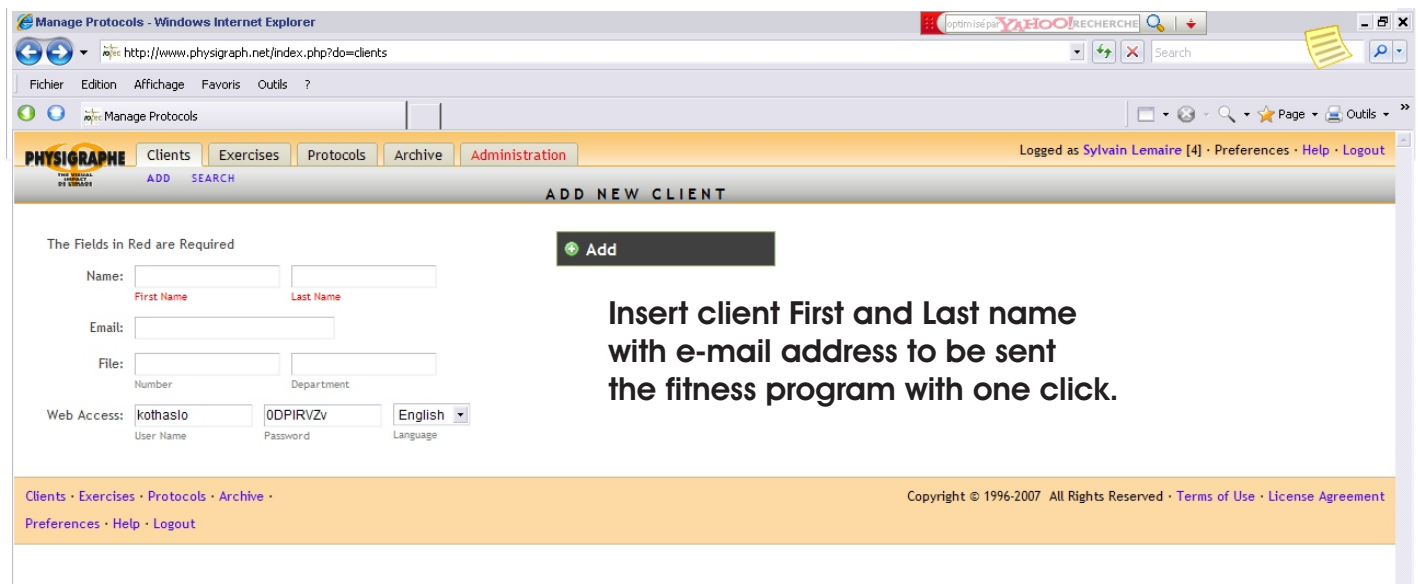 Manage Protocols - Windows Internet Explorer
optimisé par YAHOO! RECHERCHE
http://www.physigraph.net/index.php?do=clients
Search
Fichier Edition Affichage Favoris Outils ?
Manage Protocols
Page Outils
PHYSIGRAPHE Clients Exercises Protocols Archive Administration
Logged as Sylvain Lemaire [4] · Preferences · Help · Logout
THE VISUAL
IMPACT
ADD SEARCH
ADD NEW CLIENT
The Fields in Red are Required
Add
Name:
First Name Last Name
Email:
File:
Number Department
Web Access: kothaslo 0DPIRVZv English
User Name Password Language
Insert client First and Last name
with e-mail address to be sent
the fitness program with one click.
Clients · Exercises · Protocols · Archive ·
Preferences · Help · Logout
Copyright © 1996-2007 All Rights Reserved · Terms of Use · License Agreement